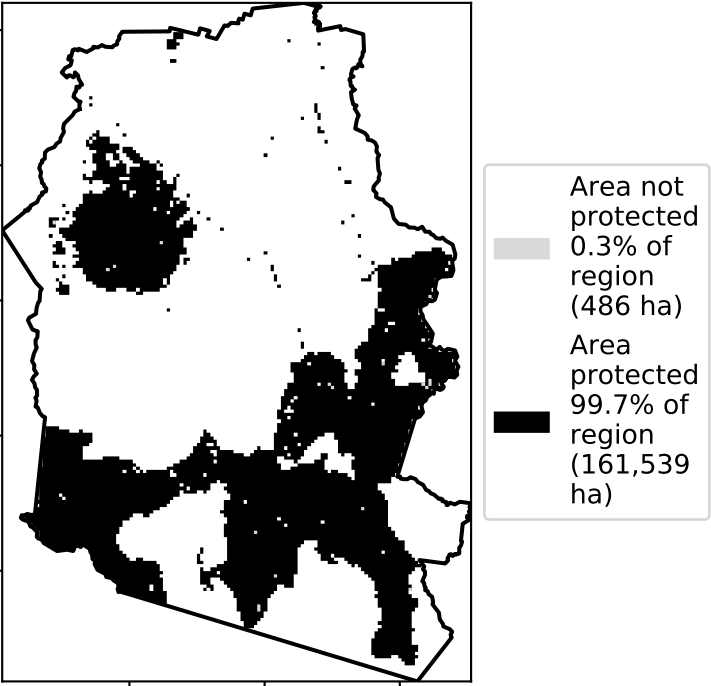 Area not
protected
0.3% of
region
(486 ha)
Area
protected
99.7% of
region
(161,539
ha)